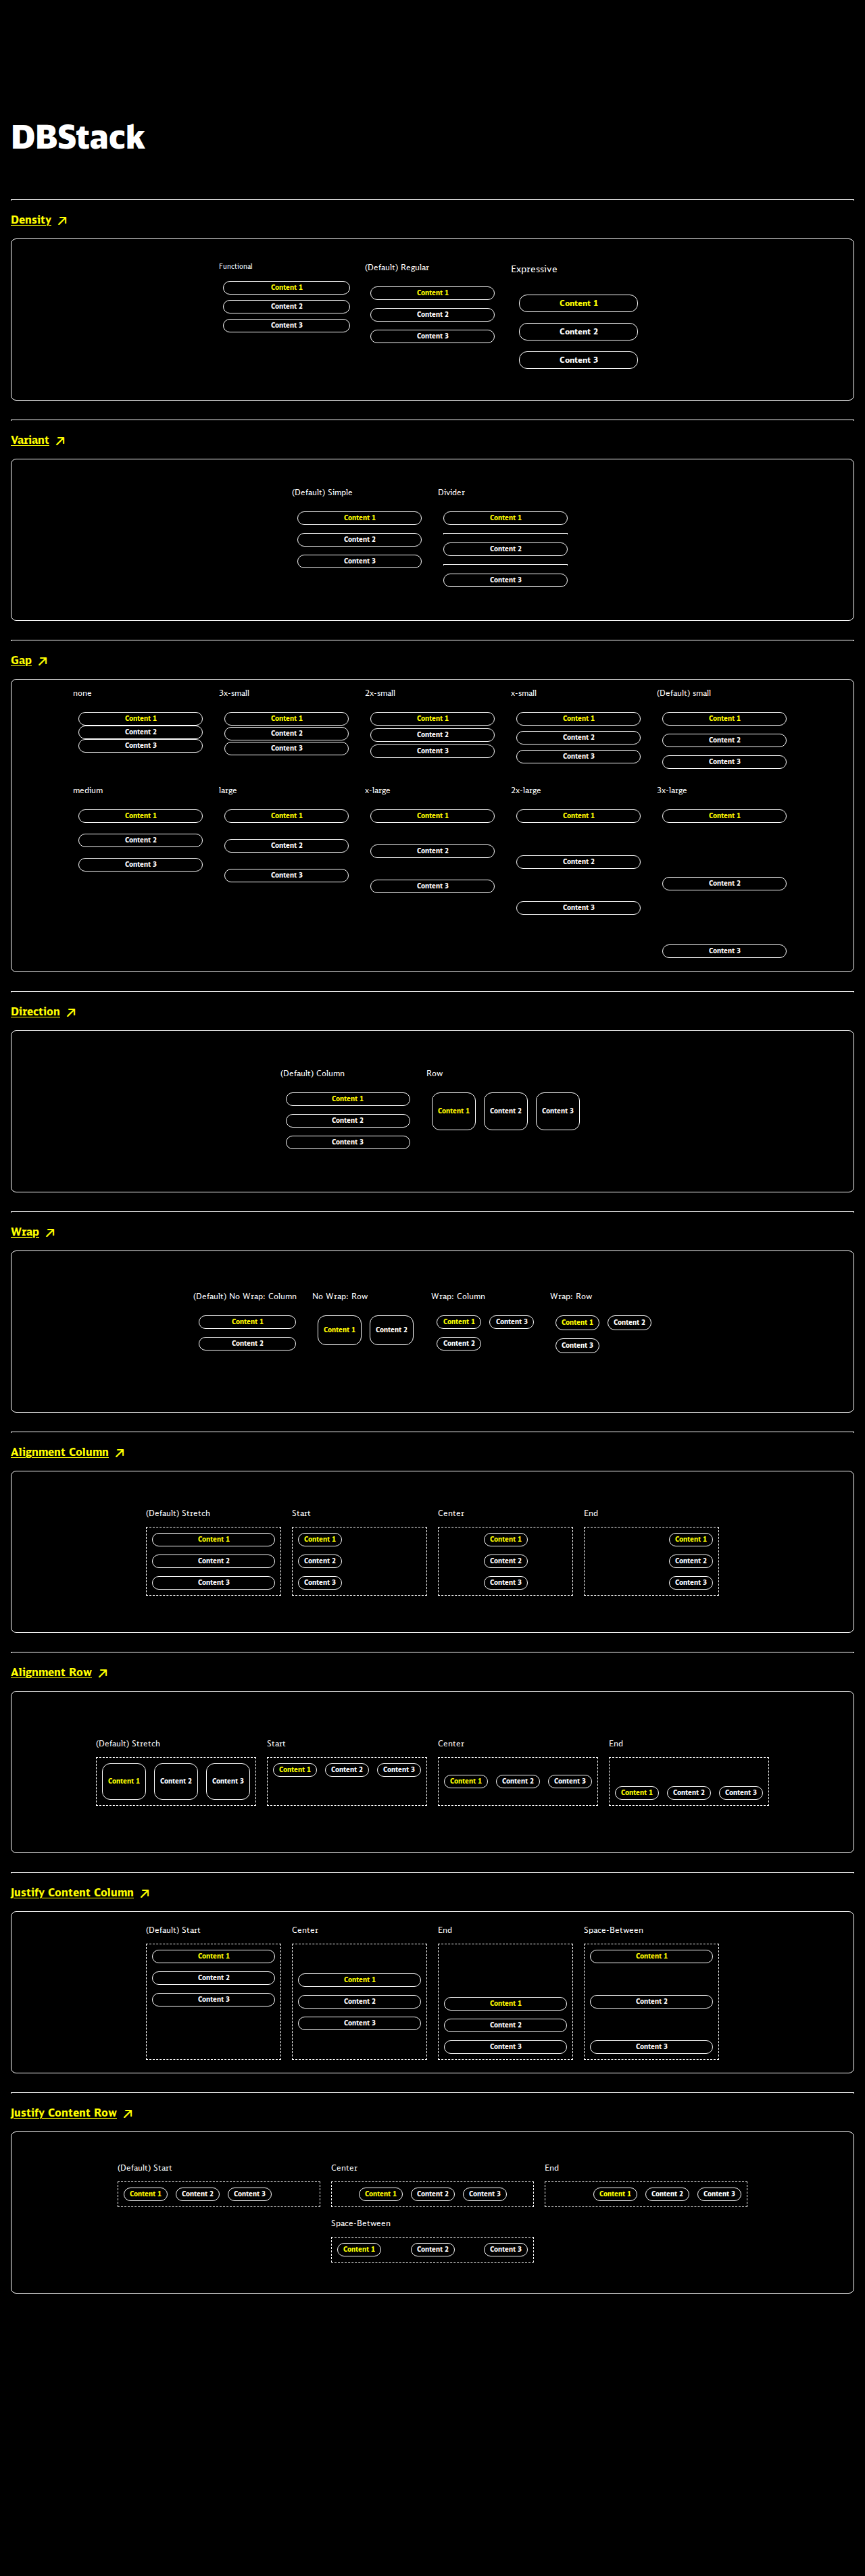 DBStack
Density
Functional (Default) Regular Expressive
Content 1 Content 1 Content 1
Content 2 Content 2 Content 2
Content 3 Content 3 Content 3
Variant
(Default) Simple Divider
Content 1 Content 1
Content 2 Content 2
Content 3 Content 3
Gap
none 3x-small 2x-small x-small (Default) small
Content 1 Content 1 Content 1 Content 1 Content 1
Content 2 Content 2 Content 2 Content 2 Content 2
Content 3 Content 3 Content 3 Content 3 Content 3
medium large x-large 2x-large 3x-large
Content 1 Content 1 Content 1 Content 1 Content 1
Content 2 Content 2 Content 2 Content 2 Content 2
Content 3 Content 3 Content 3 Content 3 Content 3
Direction
(Default) Column Row
Content 1 Content 1 Content 2 Content 3
Content 2
Content 3
Wrap
(Default) No Wrap: Column No Wrap: Row Wrap: Column Wrap: Row
Content 1 Content 1 Content 2 Content 1 Content 3 Content 1 Content 2
Content 2 Content 2 Content 3
Alignment Column
(Default) Stretch Start Center End
Content 1 Content 1 Content 1 Content 1
Content 2 Content 2 Content 2 Content 2
Content 3 Content 3 Content 3 Content 3
Alignment Row
(Default) Stretch Start Center End
Content 1 Content 2 Content 3 Content 1 Content 2 Content 3 Content 1 Content 2 Content 3 Content 1 Content 2 Content 3
Justify Content Column
(Default) Start Center End Space-Between
Content 1 Content 1 Content 1 Content 1
Content 2 Content 2 Content 2 Content 2
Content 3 Content 3 Content 3 Content 3
Justify Content Row
(Default) Start Center End
Content 1 Content 2 Content 3 Content 1 Content 2 Content 3 Content 1 Content 2 Content 3
Space-Between
Content 1 Content 2 Content 3